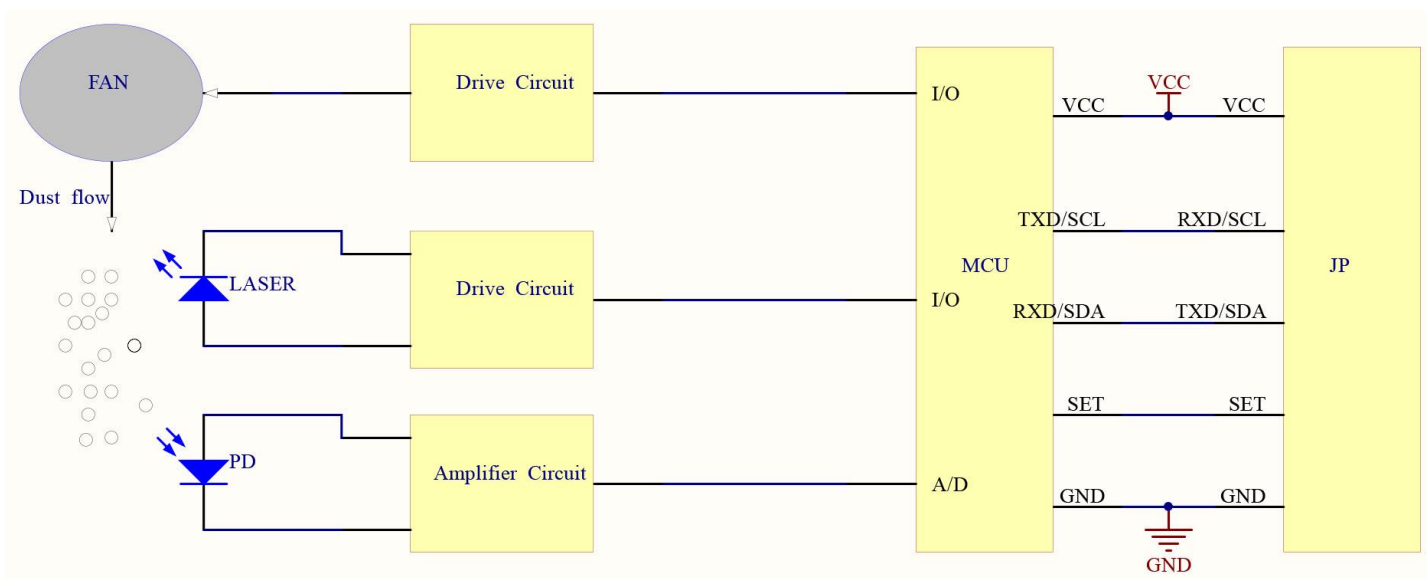 FAN
Drive Circuit
I/O
VCC
VCC
VCC
Dust flow
TXD/SCL
RXD/SCL
LASER
Drive Circuit
I/O
MCU
JP
RXD/SDA
TXD/SDA
SET
SET
PD
Amplifier Circuit
A/D
GND
GND
GND